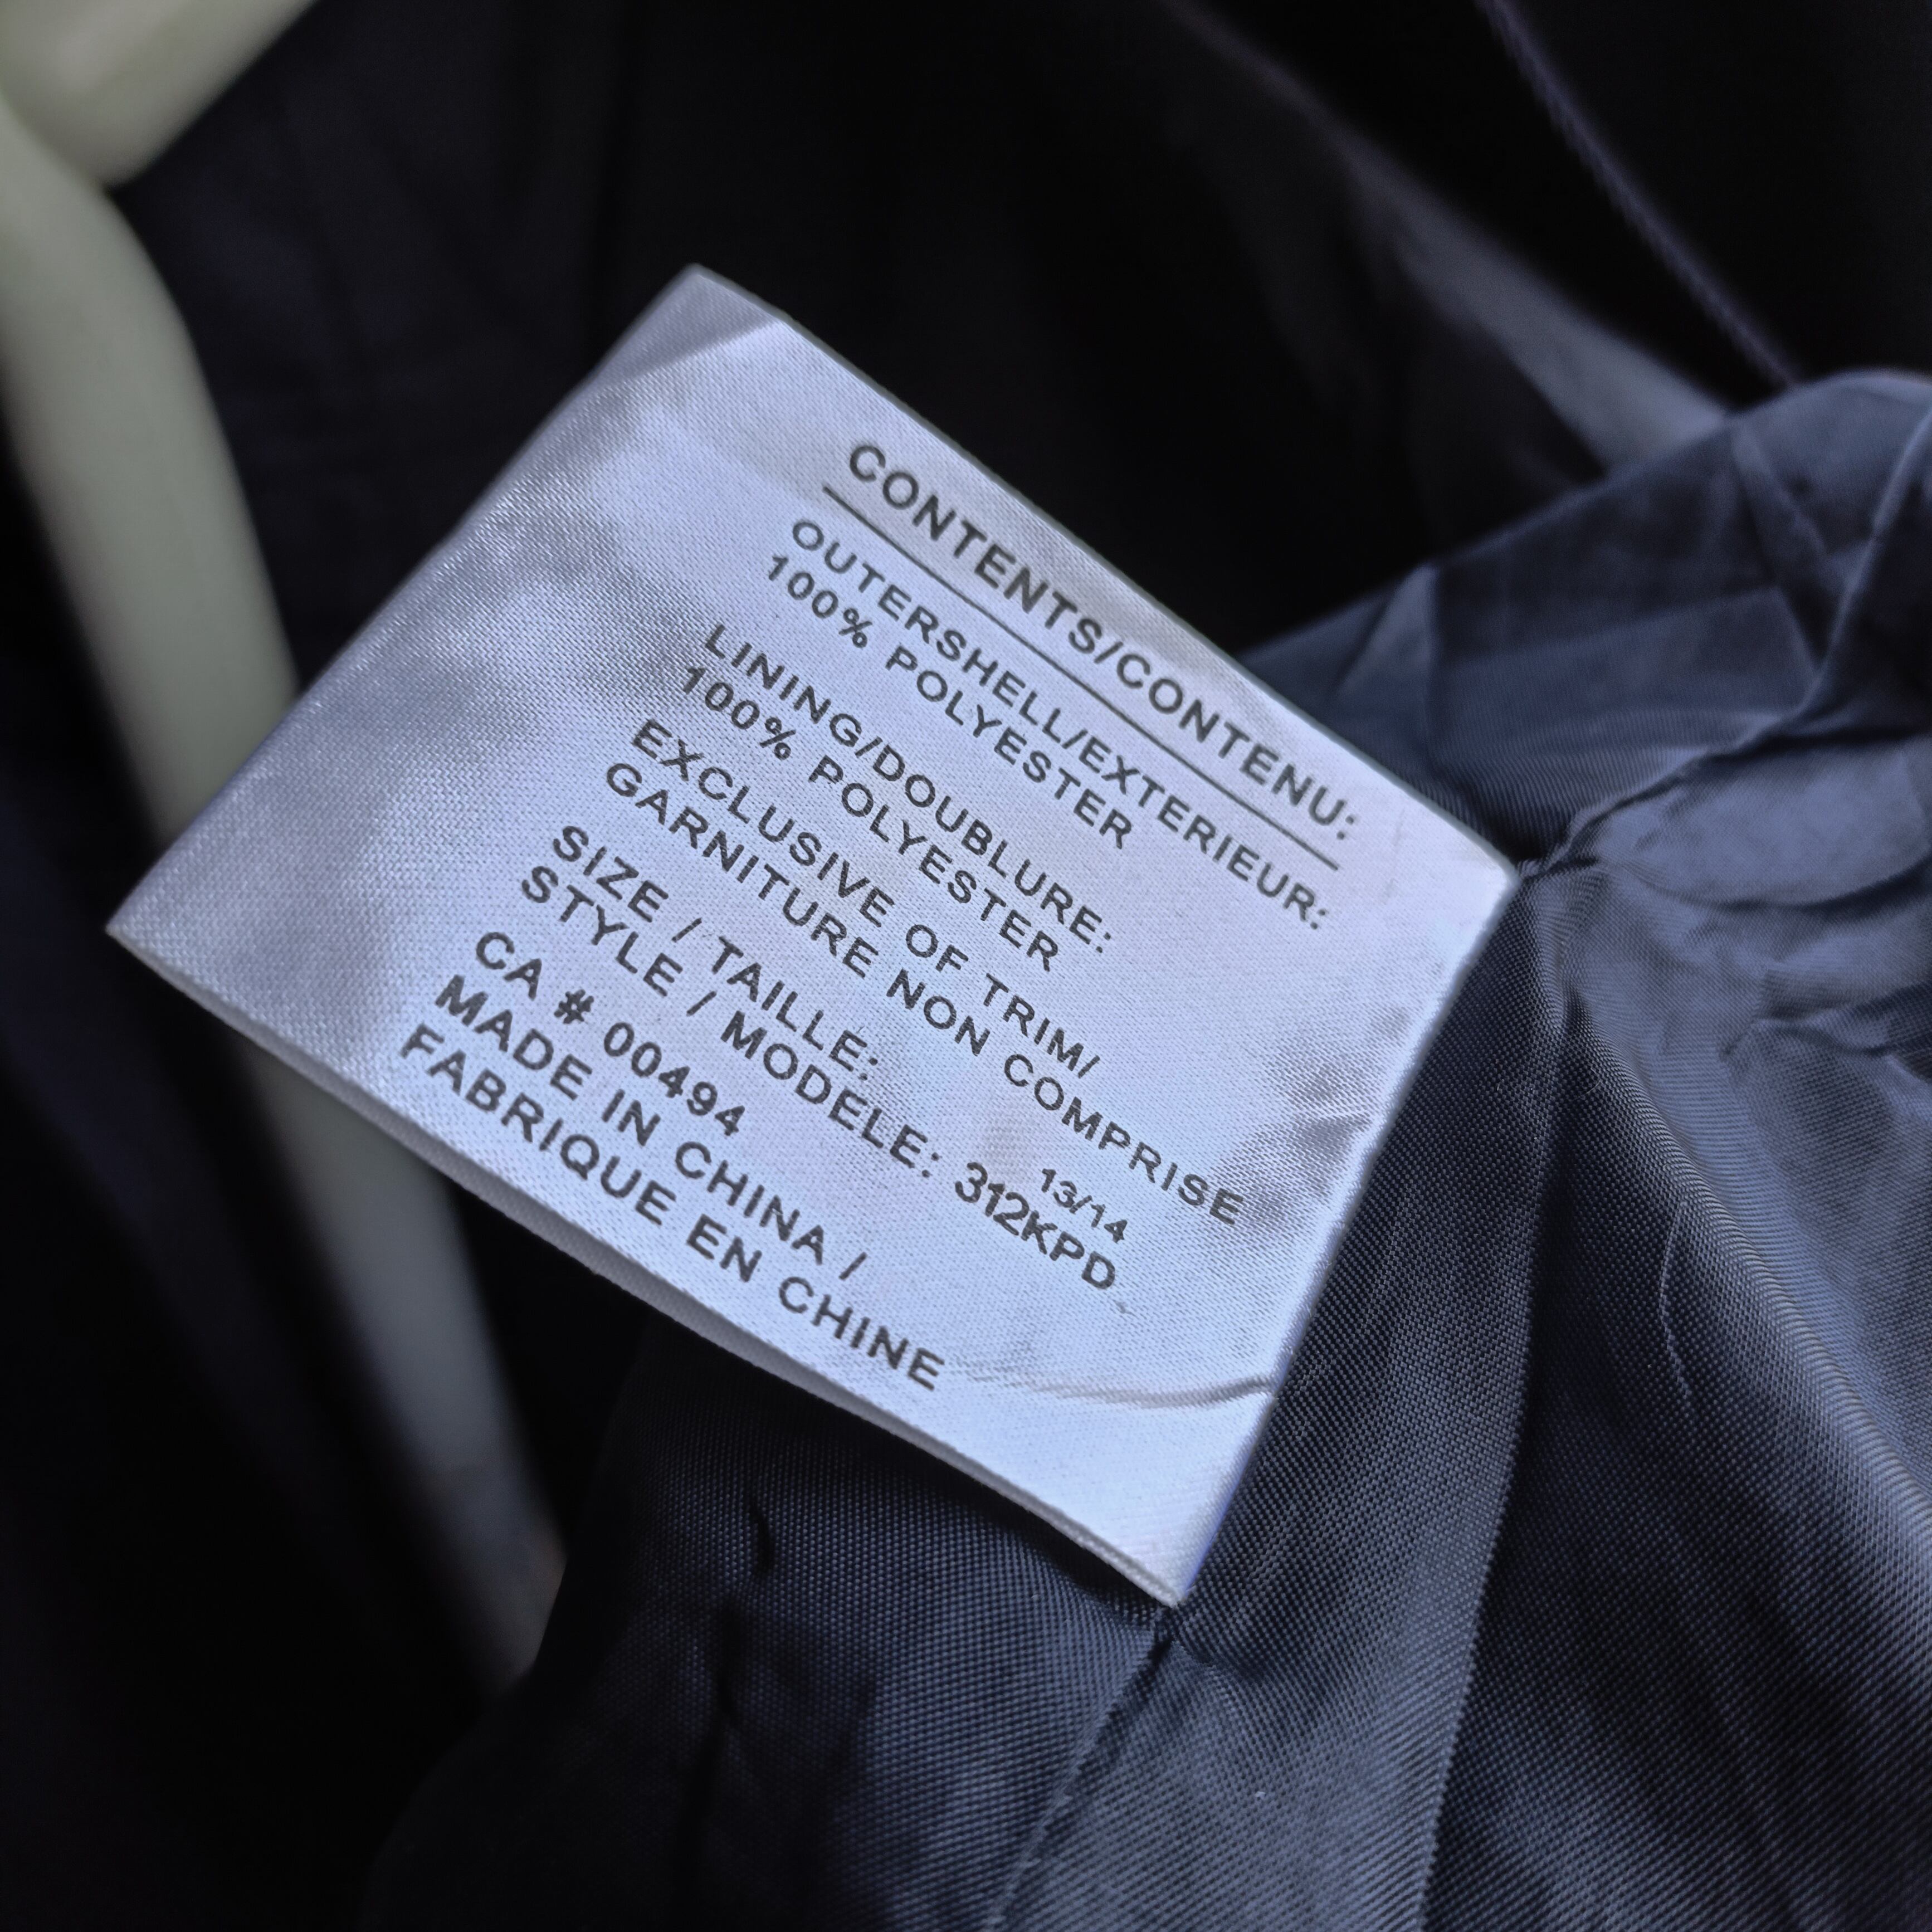 CONTENTS/CONTENU:
OUTERSHELL/EXTERIEUR:
100% POLYESTER
LINING/DOUBLURE:
100% POLYESTER
EXCLUSIVE OF TRIM/
GARNITURE NON COMPRISE
SIZE / TAILLE: 13/14
STYLE / MODELE: 312KPD
CA # 00494
MADE IN CHINA /
FABRIQUE EN CHINE